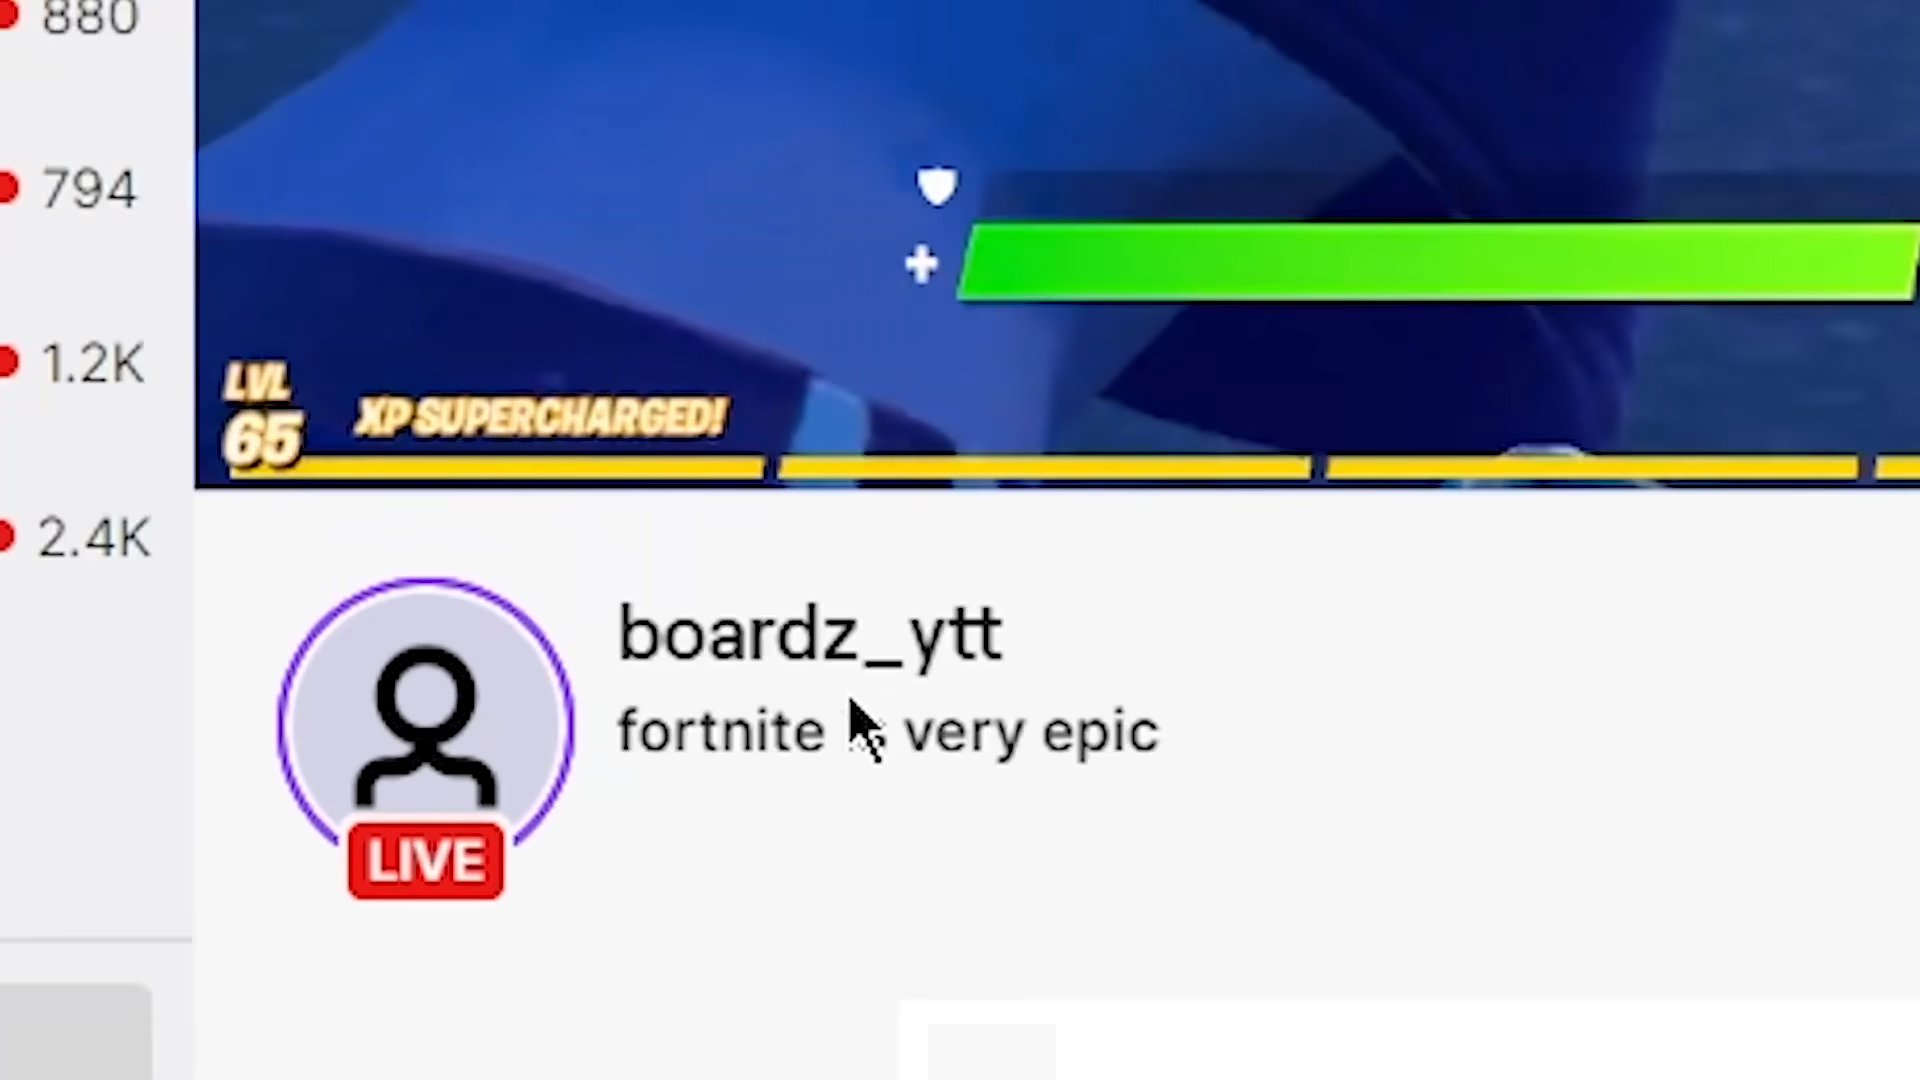 880
794
1.2K
2.4K
LVL
65
XP SUPERCHARGED!
boardz_ytt
fortnite very epic
LIVE